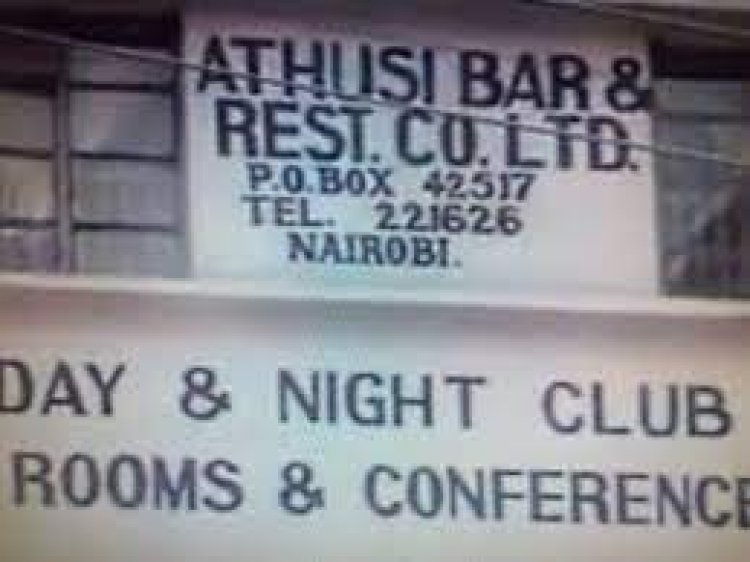 ATHUSI BAR &
REST. CO. LTD.
P.O. BOX 42517
TEL. 221626
NAIROBI.
DAY & NIGHT CLUB
ROOMS & CONFERENCE